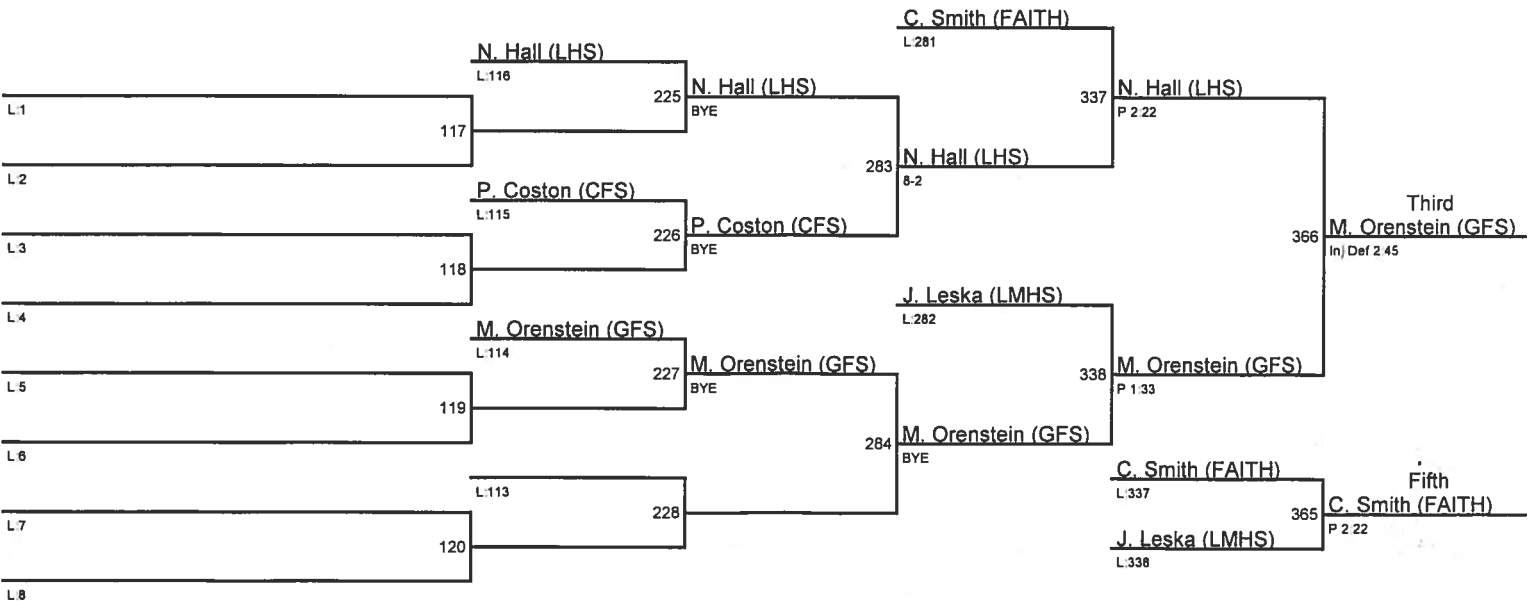 C. Smith (FAITH)
L:281
N. Hall (LHS)
L:116
225
N. Hall (LHS)
BYE
337
N. Hall (LHS)
P 2:22
L:1
117
L:2
283
N. Hall (LHS)
8-2
P. Coston (CFS)
L:115
226
P. Coston (CFS)
BYE
L:3
118
L:4
Third
366
M. Orenstein (GFS)
Inj Def 2:45
J. Leska (LMHS)
L:282
M. Orenstein (GFS)
L:114
227
M. Orenstein (GFS)
BYE
338
M. Orenstein (GFS)
P 1:33
L:5
119
L:6
284
M. Orenstein (GFS)
BYE
C. Smith (FAITH)
L:337
L:113
228
Fifth
365
C. Smith (FAITH)
P 2:22
L:7
120
J. Leska (LMHS)
L:338
L:8